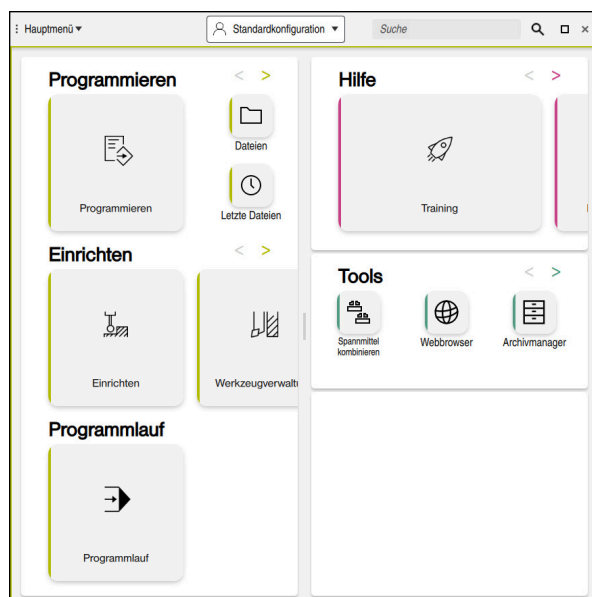 Hauptmenü
Standardkonfiguration
Suche
Programmieren
Programmieren
Dateien
Letzte Dateien
Einrichten
Einrichten
Werkzeugverwaltu
Programmlauf
Programmlauf
Hilfe
Training
Tools
Spannmittel
kombinieren
Webbrowser
Archivmanager